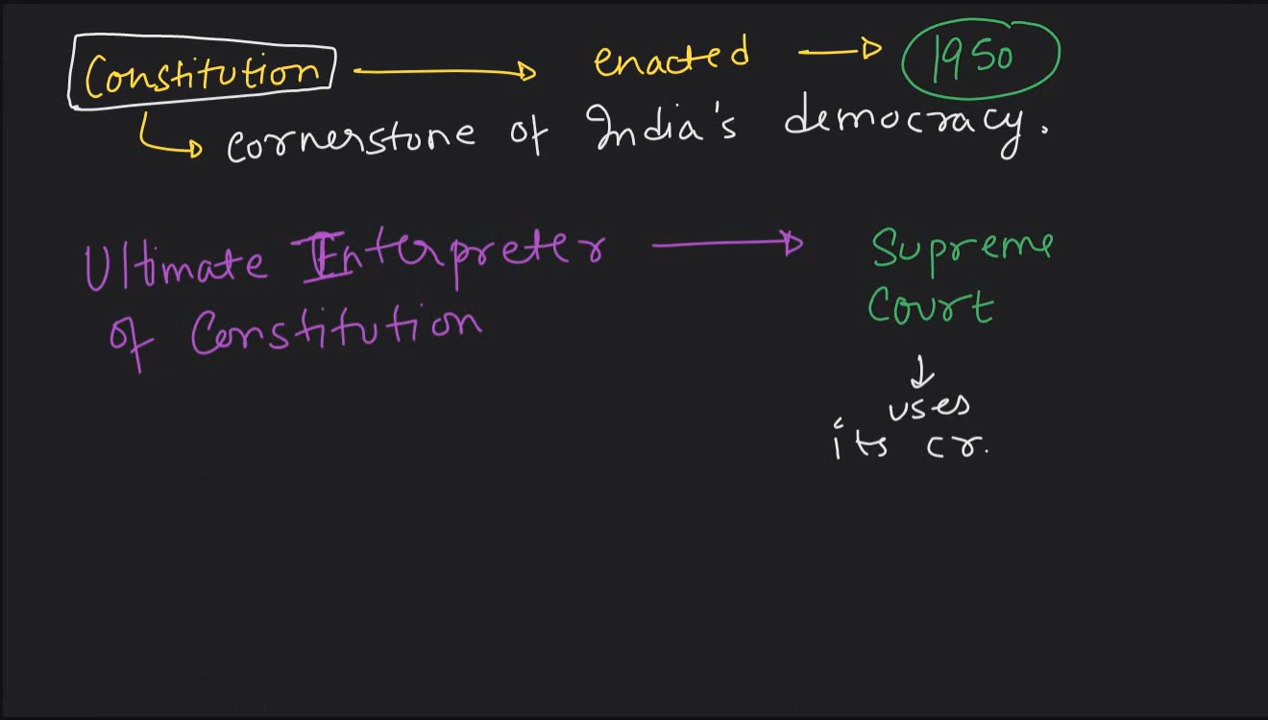 Constitution → enacted → 1950
↳ cornerstone of India's democracy.
Ultimate Interpreter → Supreme
of Constitution Court
↓
uses
its cr.